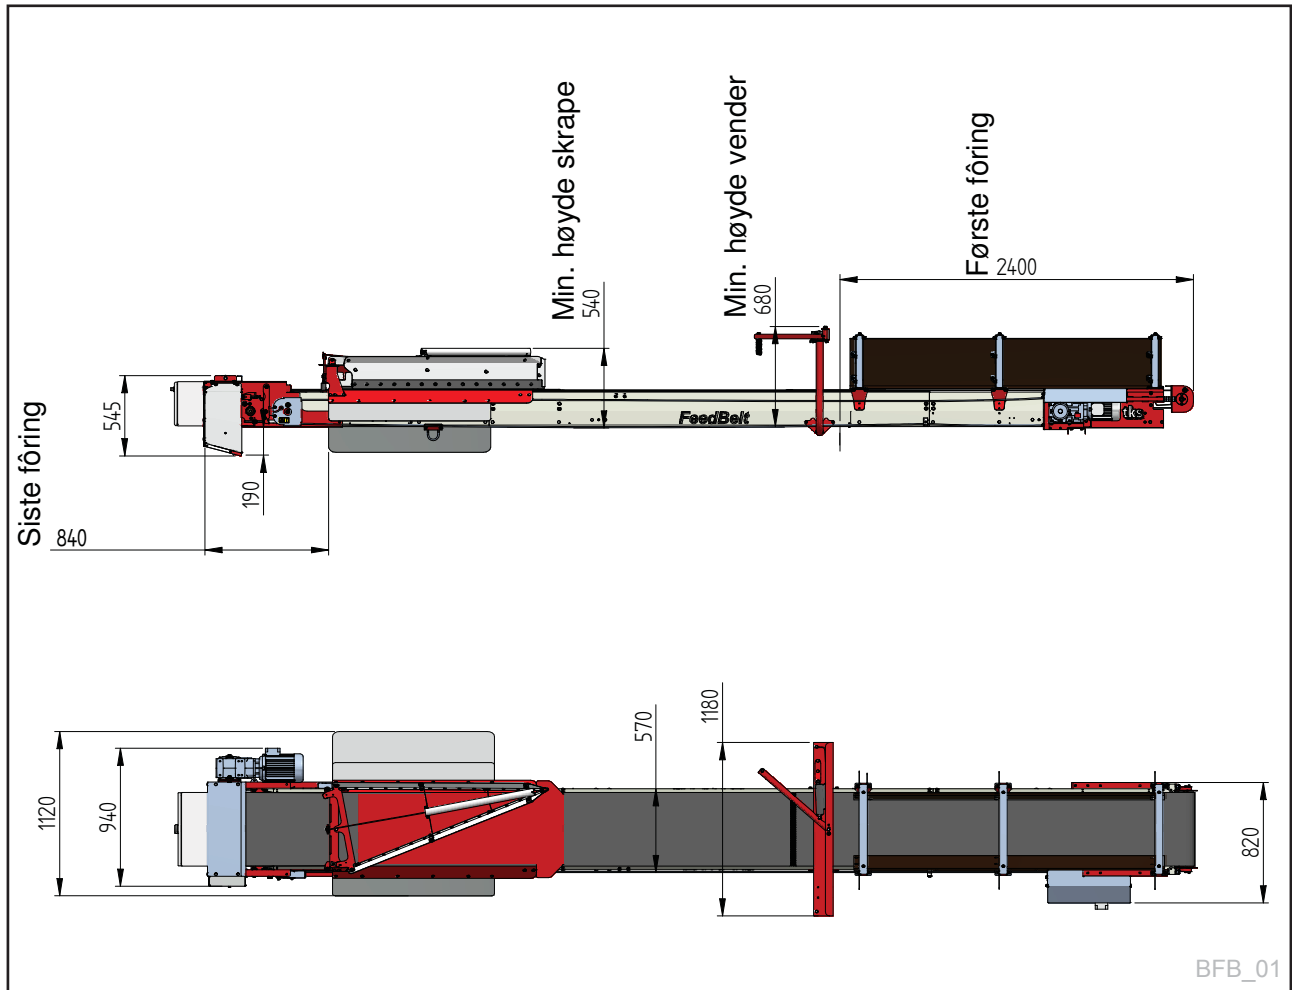 Min. høyde skrape
540
Min. høyde vender
680
Første fôring
2400
545
Siste fôring
190
840
FeedBelt
tks
1120
940
570
1180
820
BFB_01